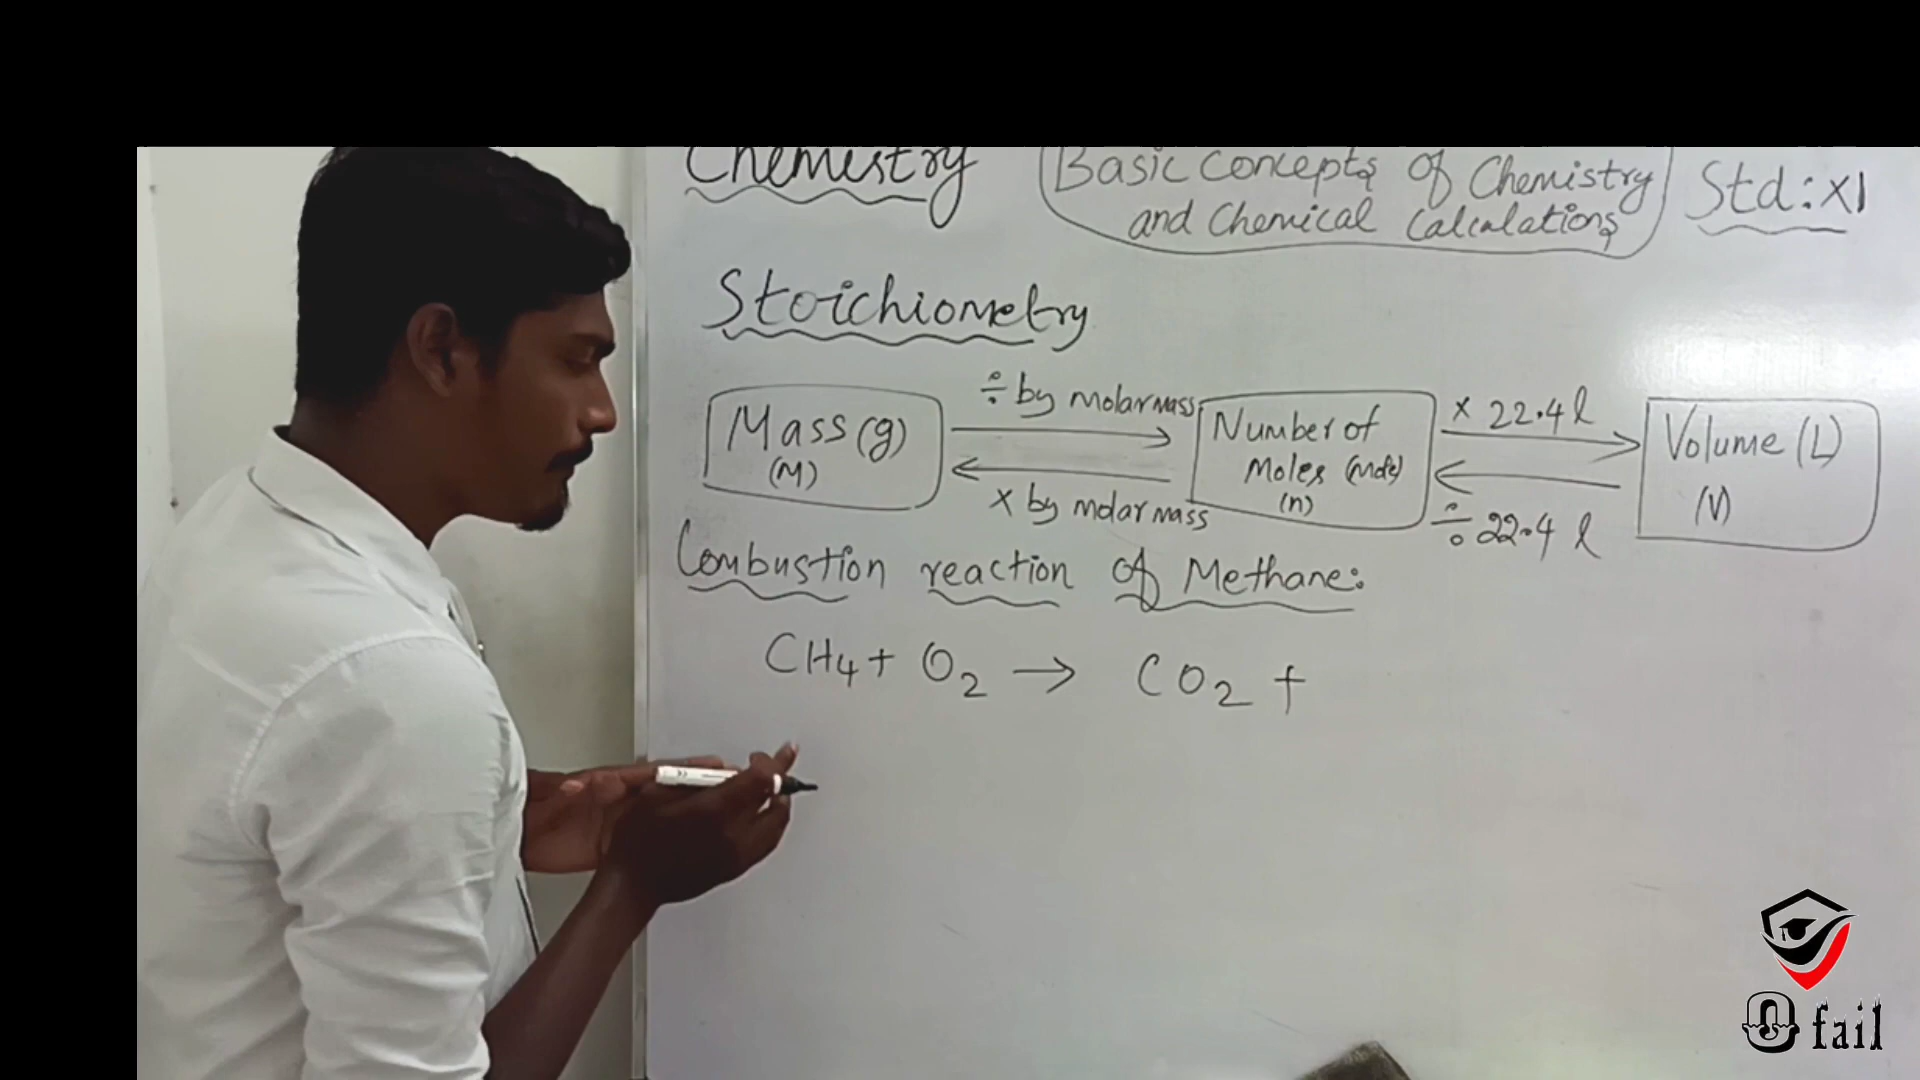 Chemistry
Basic Concepts of Chemistry
and Chemical Calculations
Std: XI
Stoichiometry
Mass (g)
(M)
÷ by molar mass
x by molar mass
Number of
Moles (mole)
(n)
x 22.4 l
÷ 22.4 l
Volume (L)
(V)
Combustion reaction of Methane:
CH4 + O2 → CO2 +
0 fail